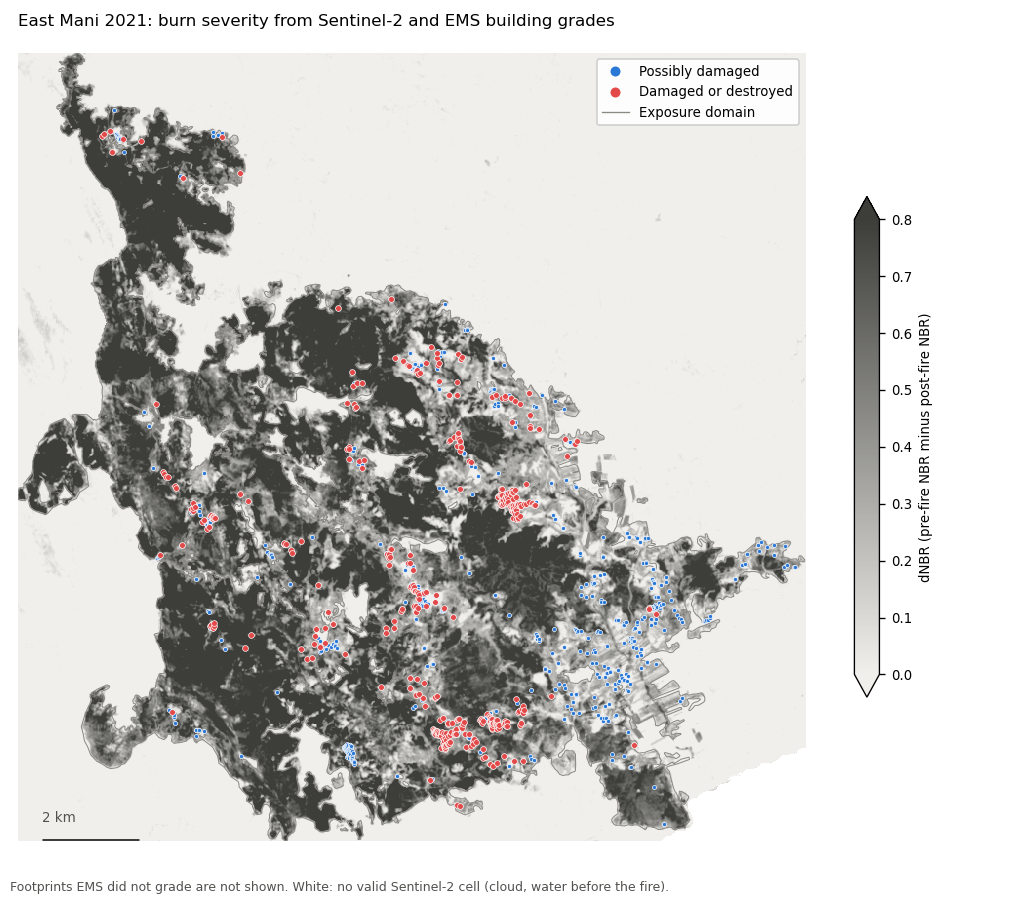 East Mani 2021: burn severity from Sentinel-2 and EMS building grades
Possibly damaged
Damaged or destroyed
Exposure domain
0.8
0.7
0.6
0.5
0.4
0.3
0.2
0.1
0.0
dNBR (pre-fire NBR minus post-fire NBR)
2 km
Footprints EMS did not grade are not shown. White: no valid Sentinel-2 cell (cloud, water before the fire).